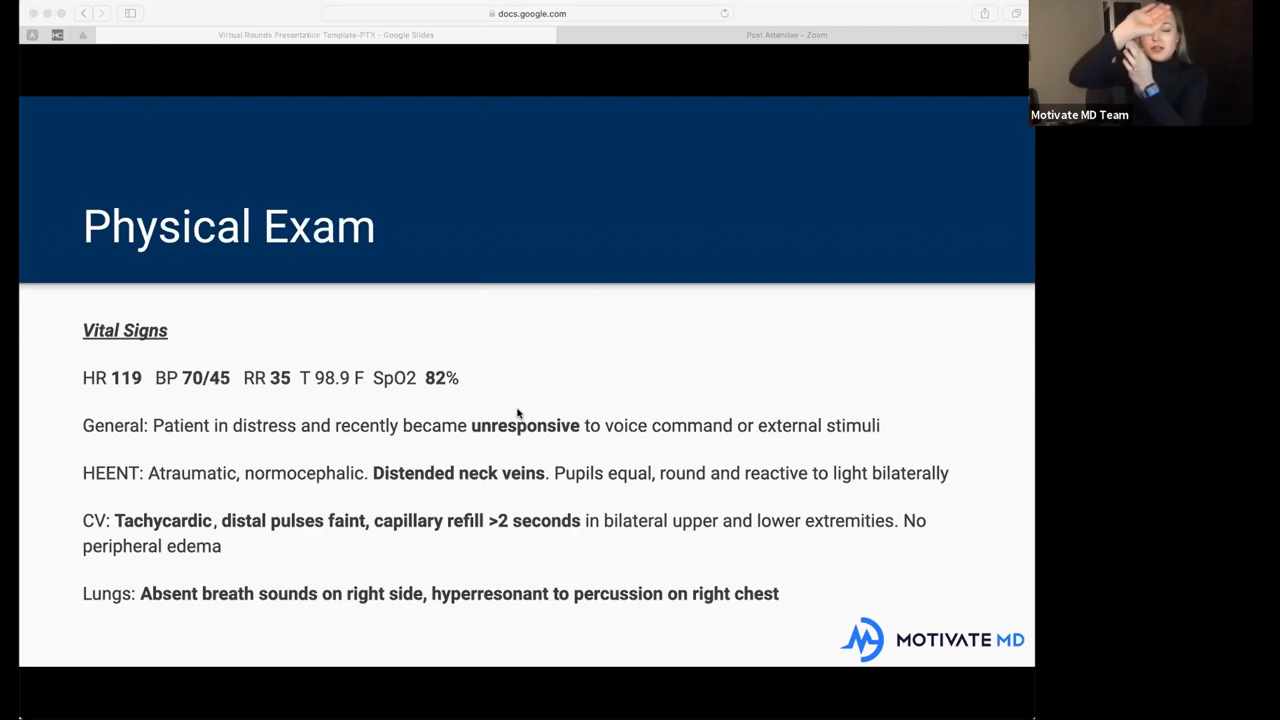 docs.google.com
Virtual Rounds Presentation Template-PTX - Google Slides
Post Attendee - Zoom
Motivate MD Team
Physical Exam
Vital Signs
HR 119 BP 70/45 RR 35 T 98.9 F SpO2 82%
General: Patient in distress and recently became unresponsive to voice command or external stimuli
HEENT: Atraumatic, normocephalic. Distended neck veins. Pupils equal, round and reactive to light bilaterally
CV: Tachycardic, distal pulses faint, capillary refill >2 seconds in bilateral upper and lower extremities. No
peripheral edema
Lungs: Absent breath sounds on right side, hyperresonant to percussion on right chest
MOTIVATE MD